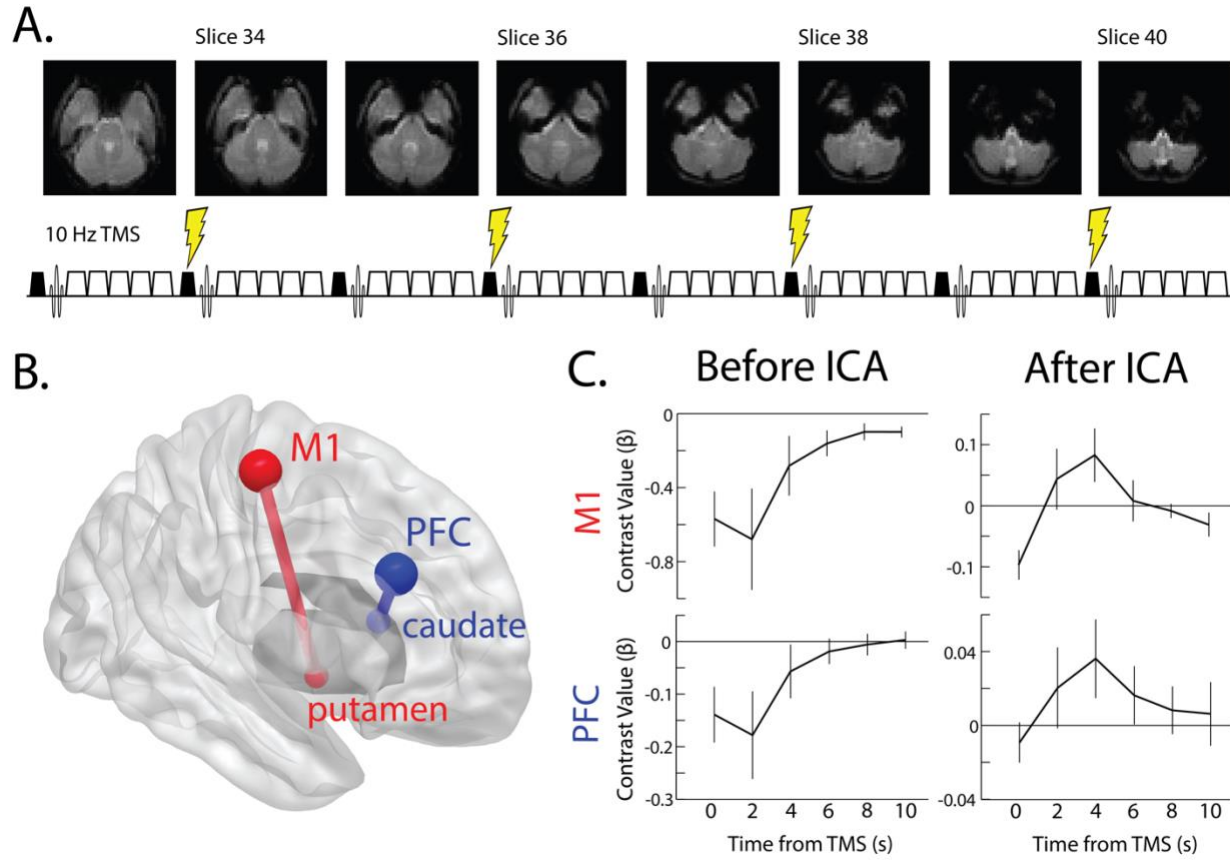 A.
Slice 34 Slice 36 Slice 38 Slice 40
10 Hz TMS
B.
M1
PFC
caudate
putamen
C. Before ICA After ICA
M1
Contrast Value (β)
0
-0.4
-0.8
0.1
0
-0.1
PFC
Contrast Value (β)
0
-0.1
-0.2
-0.3
0.04
0
-0.04
0 2 4 6 8 10 0 2 4 6 8 10
Time from TMS (s) Time from TMS (s)